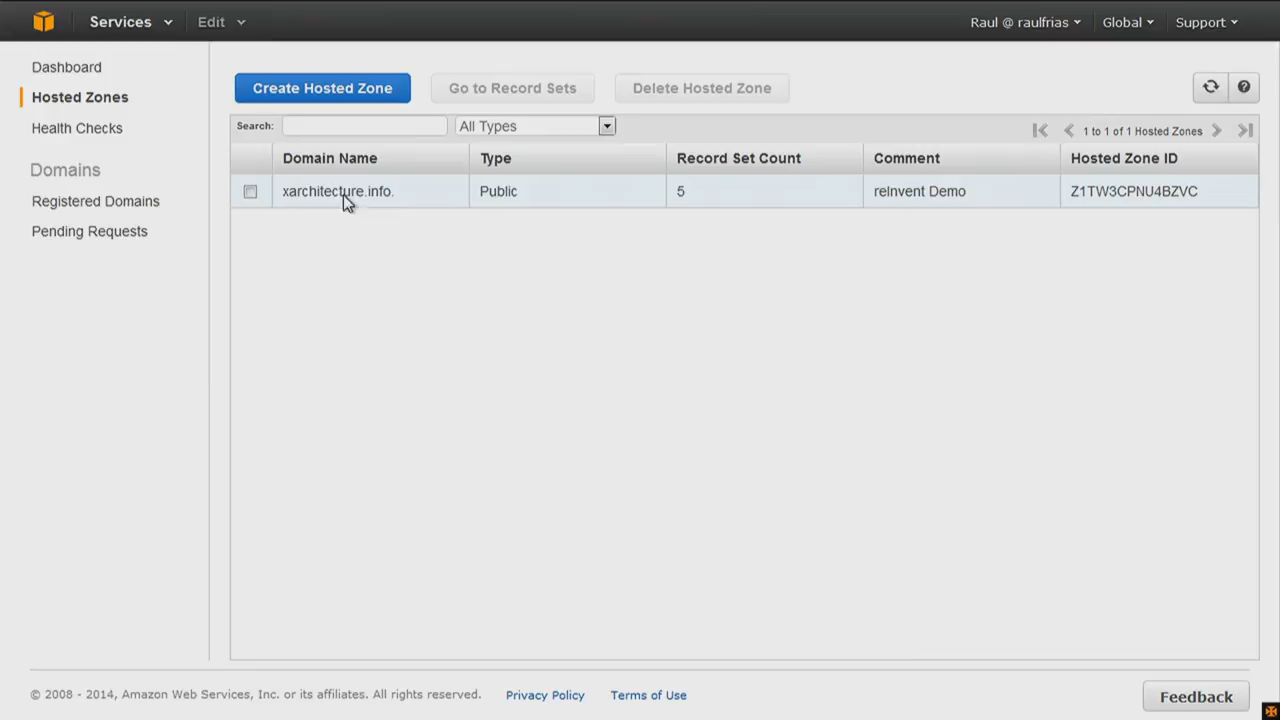 Services Edit Raul @ raulfrias Global Support
Dashboard
Hosted Zones
Health Checks
Domains
Registered Domains
Pending Requests
Create Hosted Zone Go to Record Sets Delete Hosted Zone ?
Search: All Types 1 to 1 of 1 Hosted Zones
Domain Name Type Record Set Count Comment Hosted Zone ID
xarchitecture.info. Public 5 reInvent Demo Z1TW3CPNU4BZVC
© 2008 - 2014, Amazon Web Services, Inc. or its affiliates. All rights reserved. Privacy Policy Terms of Use Feedback